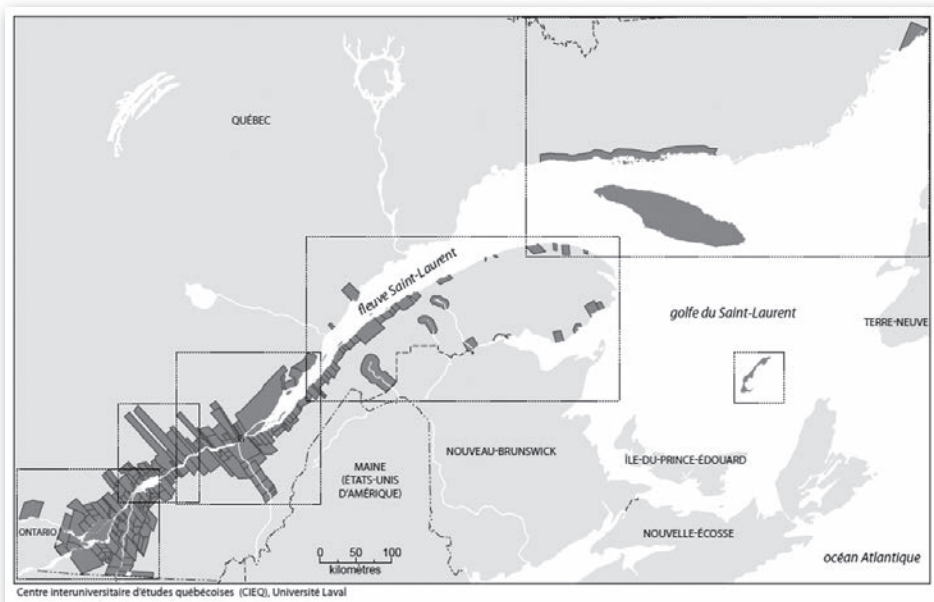 QUÉBEC
fleuve Saint-Laurent
golfe du Saint-Laurent
TERRE-NEUVE
NOUVEAU-BRUNSWICK
ÎLE-DU-PRINCE-ÉDOUARD
MAINE
(ÉTATS-UNIS
D'AMÉRIQUE)
ONTARIO
NOUVELLE-ÉCOSSE
0 50 100
kilomètres
océan Atlantique
Centre interuniversitaire d'études québécoises (CIEQ), Université Laval